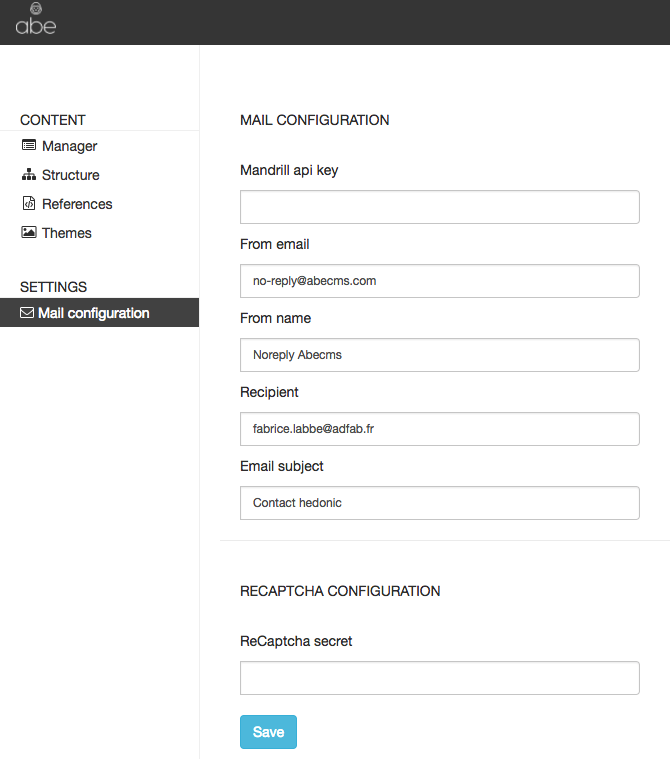 abe
CONTENT
Manager
Structure
References
Themes
SETTINGS
Mail configuration
MAIL CONFIGURATION
Mandrill api key
From email
no-reply@abecms.com
From name
Noreply Abecms
Recipient
fabrice.labbe@adfab.fr
Email subject
Contact hedonic
RECAPTCHA CONFIGURATION
ReCaptcha secret
Save